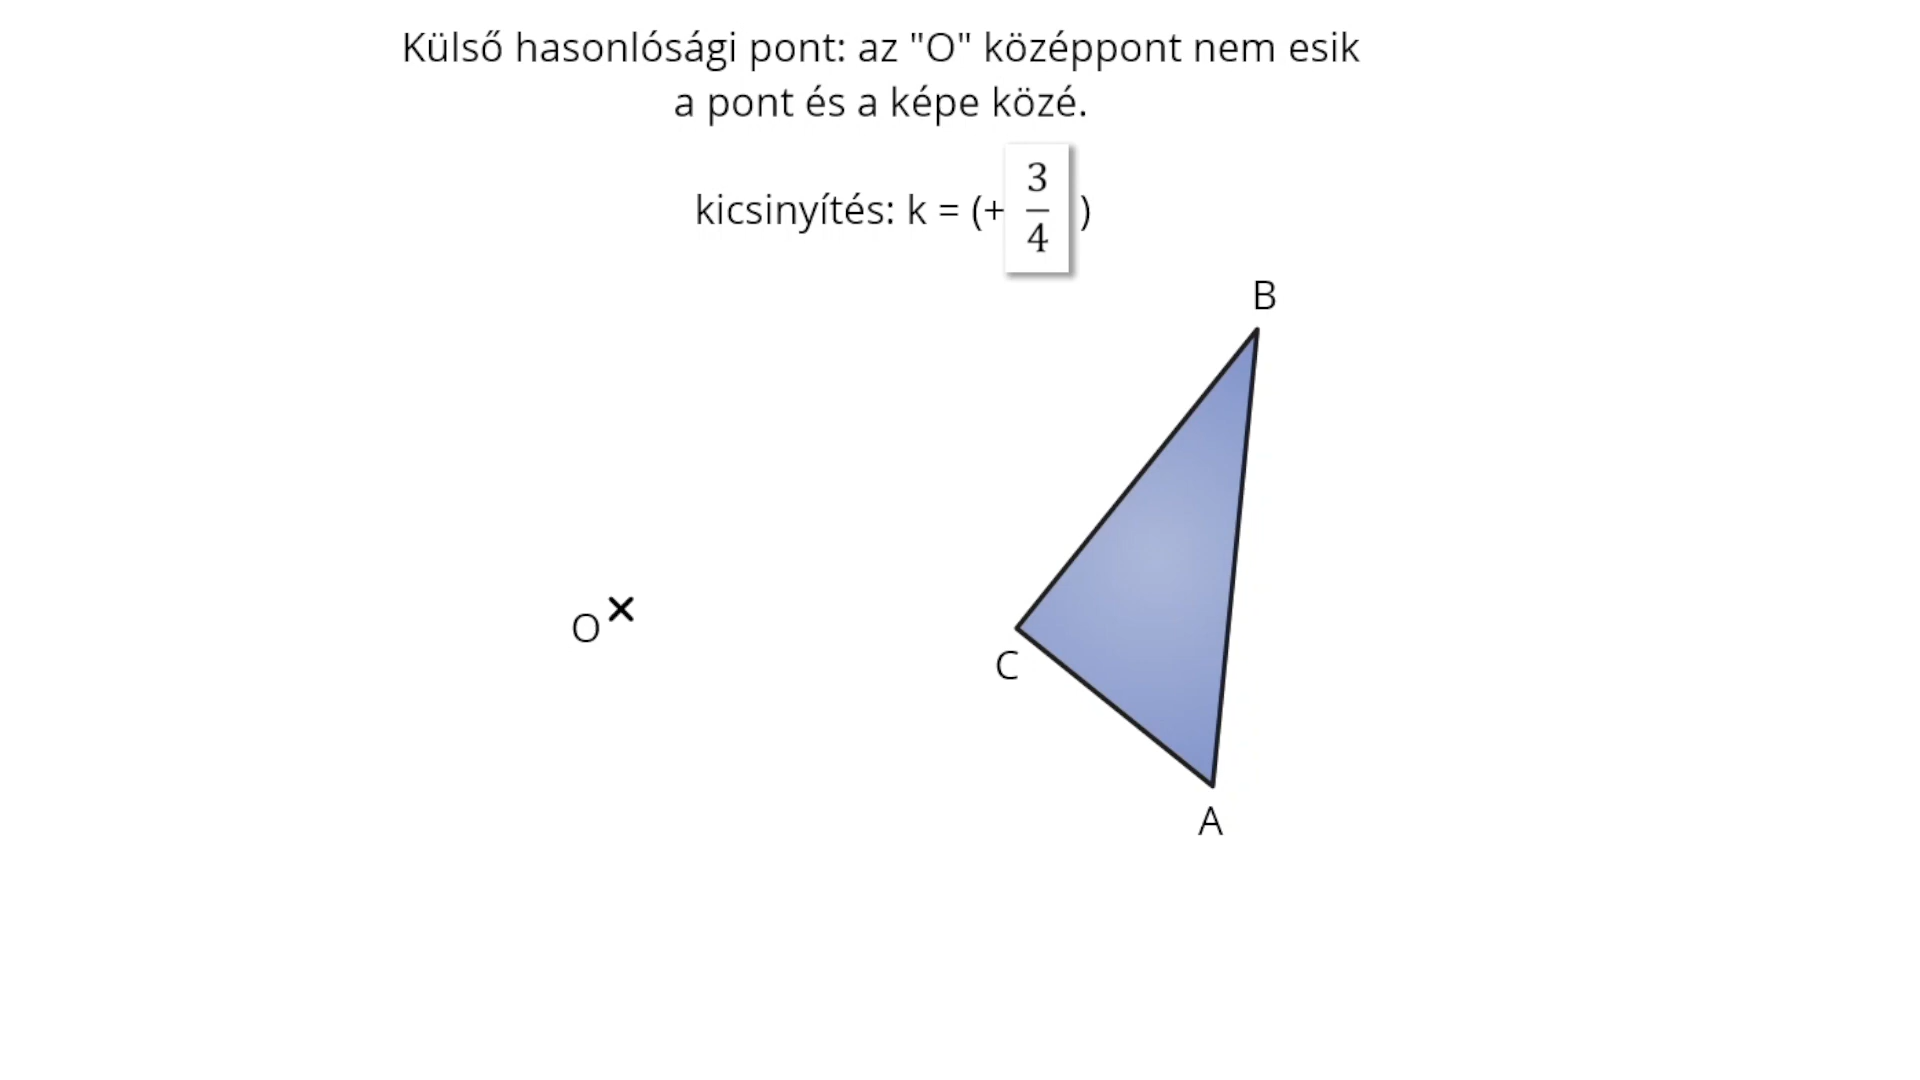 Külső hasonlósági pont: az "O" középpont nem esik
a pont és a képe közé.
kicsinyítés: k = (+ 3/4 )
B
O
C
A